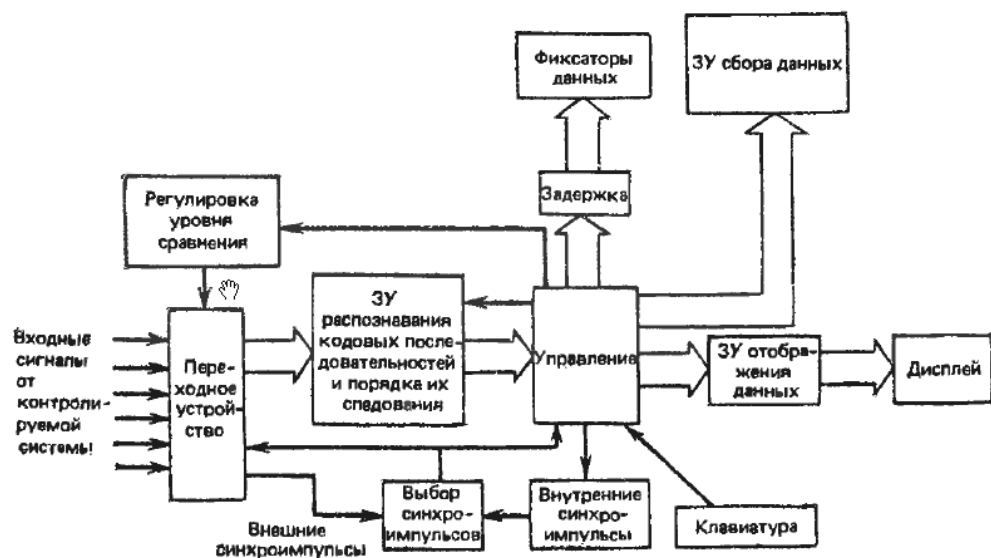 Фиксаторы
данных
ЗУ сбора данных
Задержка
Регулировка
уровня
сравнения
ЗУ
распознавания
кодовых после-
довательностей
и порядка их
следования
Управление
ЗУ отобра-
жения
данных
Дисплей
Входные
сигналы
от
контроли-
руемой
системы
Пере-
ходное
устрой-
ство
Выбор
синхро-
импульсов
Внутренние
синхро-
импульсы
Клавиатура
Внешние
синхроимпульсы